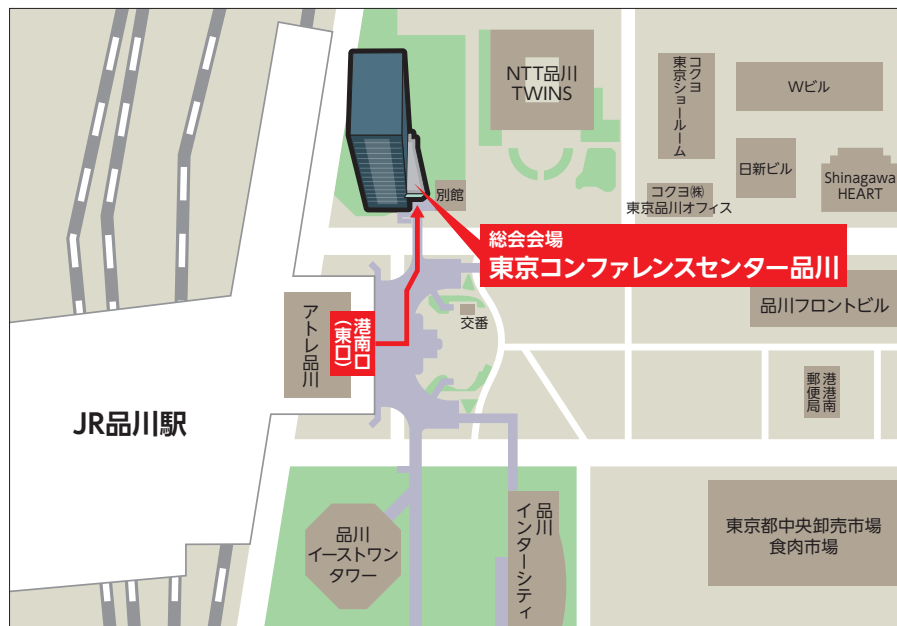 NTT品川
TWINS
コクヨ
東京ショールーム
Wビル
日新ビル
Shinagawa
HEART
コクヨ㈱
東京品川オフィス
別館
総会会場
東京コンファレンスセンター品川
品川フロントビル
交番
アトレ品川
港南口
(東口)
港港南
郵便局
JR品川駅
品川
イーストワン
タワー
品川
インターシティ
東京都中央卸売市場
食肉市場